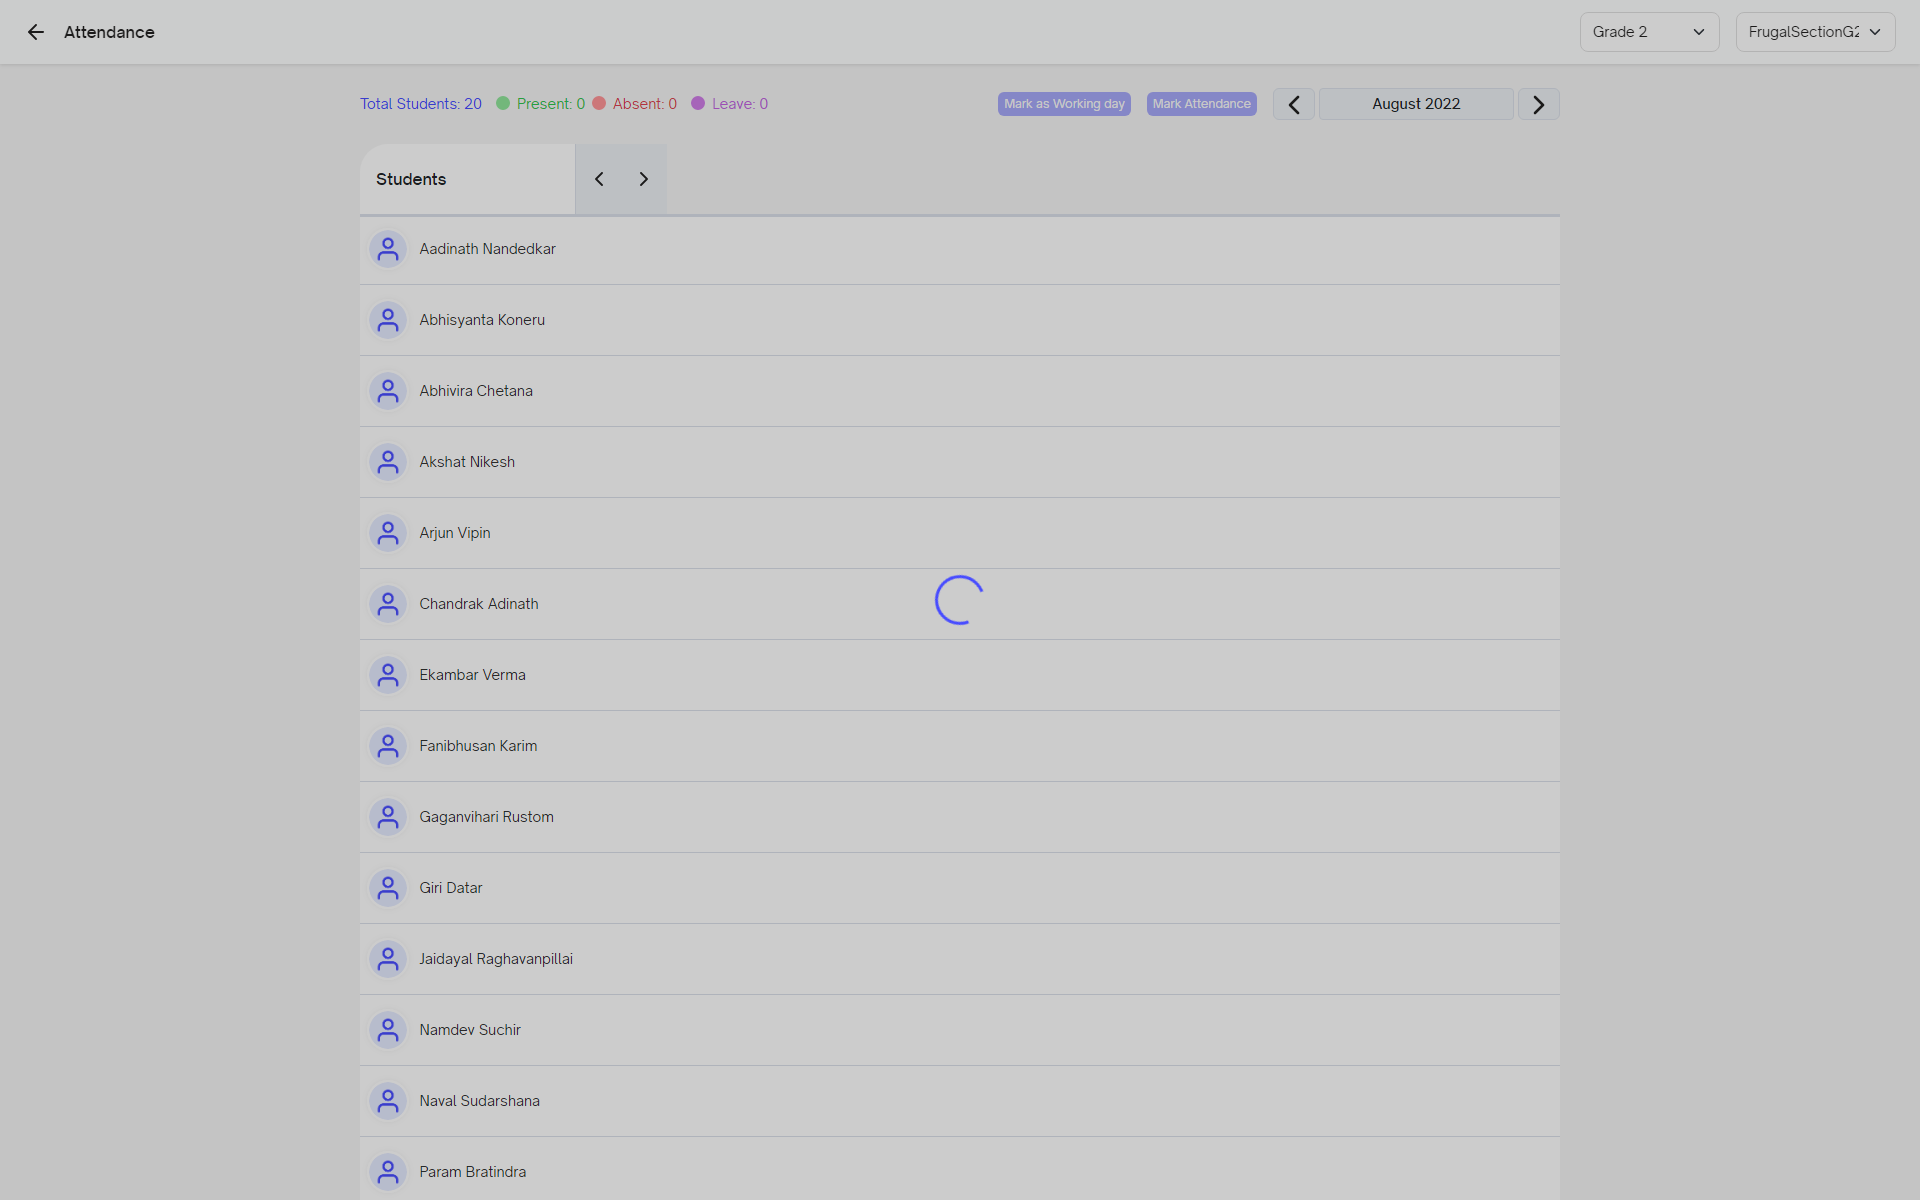 Attendance
Grade 2
FrugalSectionG2
Total Students: 20 Present: 0 Absent: 0 Leave: 0
Mark as Working day
Mark Attendance
August 2022
Students
Aadinath Nandedkar
Abhisyanta Koneru
Abhivira Chetana
Akshat Nikesh
Arjun Vipin
Chandrak Adinath
Ekambar Verma
Fanibhusan Karim
Gaganvihari Rustom
Giri Datar
Jaidayal Raghavanpillai
Namdev Suchir
Naval Sudarshana
Param Bratindra